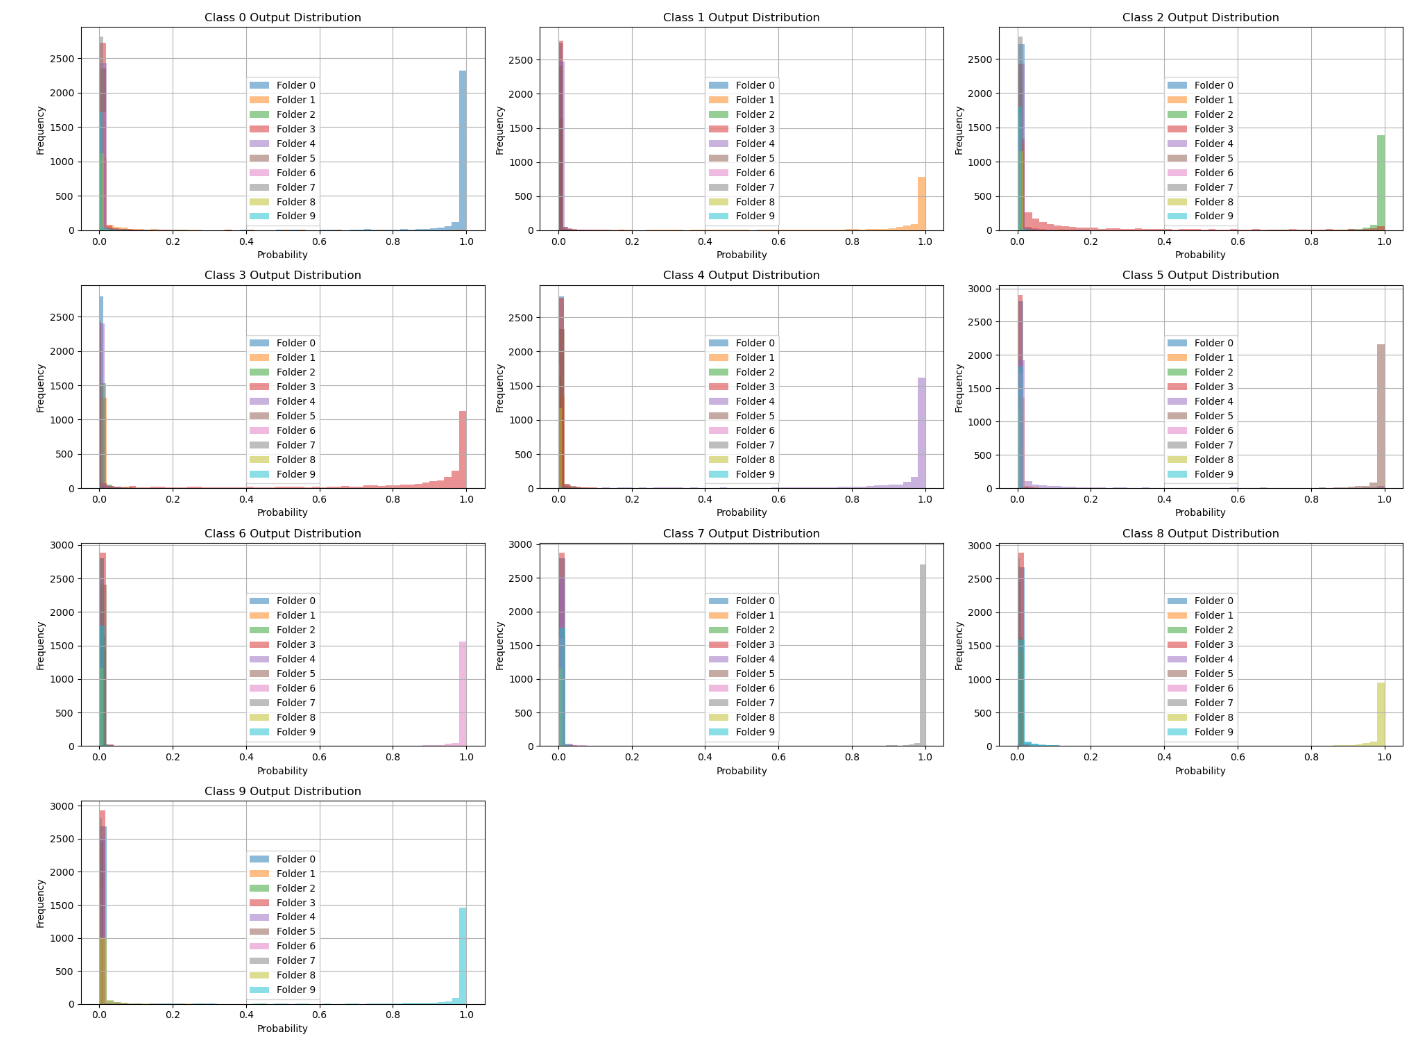 Class 0 Output Distribution
Frequency
2500
2000
1500
1000
500
0
Folder 0
Folder 1
Folder 2
Folder 3
Folder 4
Folder 5
Folder 6
Folder 7
Folder 8
Folder 9
0.0 0.2 0.4 0.6 0.8 1.0
Probability
Class 1 Output Distribution
Frequency
2500
2000
1500
1000
500
0
Folder 0
Folder 1
Folder 2
Folder 3
Folder 4
Folder 5
Folder 6
Folder 7
Folder 8
Folder 9
0.0 0.2 0.4 0.6 0.8 1.0
Probability
Class 2 Output Distribution
Frequency
2500
2000
1500
1000
500
0
Folder 0
Folder 1
Folder 2
Folder 3
Folder 4
Folder 5
Folder 6
Folder 7
Folder 8
Folder 9
0.0 0.2 0.4 0.6 0.8 1.0
Probability
Class 3 Output Distribution
Frequency
2500
2000
1500
1000
500
0
Folder 0
Folder 1
Folder 2
Folder 3
Folder 4
Folder 5
Folder 6
Folder 7
Folder 8
Folder 9
0.0 0.2 0.4 0.6 0.8 1.0
Probability
Class 4 Output Distribution
Frequency
2500
2000
1500
1000
500
0
Folder 0
Folder 1
Folder 2
Folder 3
Folder 4
Folder 5
Folder 6
Folder 7
Folder 8
Folder 9
0.0 0.2 0.4 0.6 0.8 1.0
Probability
Class 5 Output Distribution
Frequency
3000
2500
2000
1500
1000
500
0
Folder 0
Folder 1
Folder 2
Folder 3
Folder 4
Folder 5
Folder 6
Folder 7
Folder 8
Folder 9
0.0 0.2 0.4 0.6 0.8 1.0
Probability
Class 6 Output Distribution
Frequency
3000
2500
2000
1500
1000
500
0
Folder 0
Folder 1
Folder 2
Folder 3
Folder 4
Folder 5
Folder 6
Folder 7
Folder 8
Folder 9
0.0 0.2 0.4 0.6 0.8 1.0
Probability
Class 7 Output Distribution
Frequency
3000
2500
2000
1500
1000
500
0
Folder 0
Folder 1
Folder 2
Folder 3
Folder 4
Folder 5
Folder 6
Folder 7
Folder 8
Folder 9
0.0 0.2 0.4 0.6 0.8 1.0
Probability
Class 8 Output Distribution
Frequency
3000
2500
2000
1500
1000
500
0
Folder 0
Folder 1
Folder 2
Folder 3
Folder 4
Folder 5
Folder 6
Folder 7
Folder 8
Folder 9
0.0 0.2 0.4 0.6 0.8 1.0
Probability
Class 9 Output Distribution
Frequency
3000
2500
2000
1500
1000
500
0
Folder 0
Folder 1
Folder 2
Folder 3
Folder 4
Folder 5
Folder 6
Folder 7
Folder 8
Folder 9
0.0 0.2 0.4 0.6 0.8 1.0
Probability